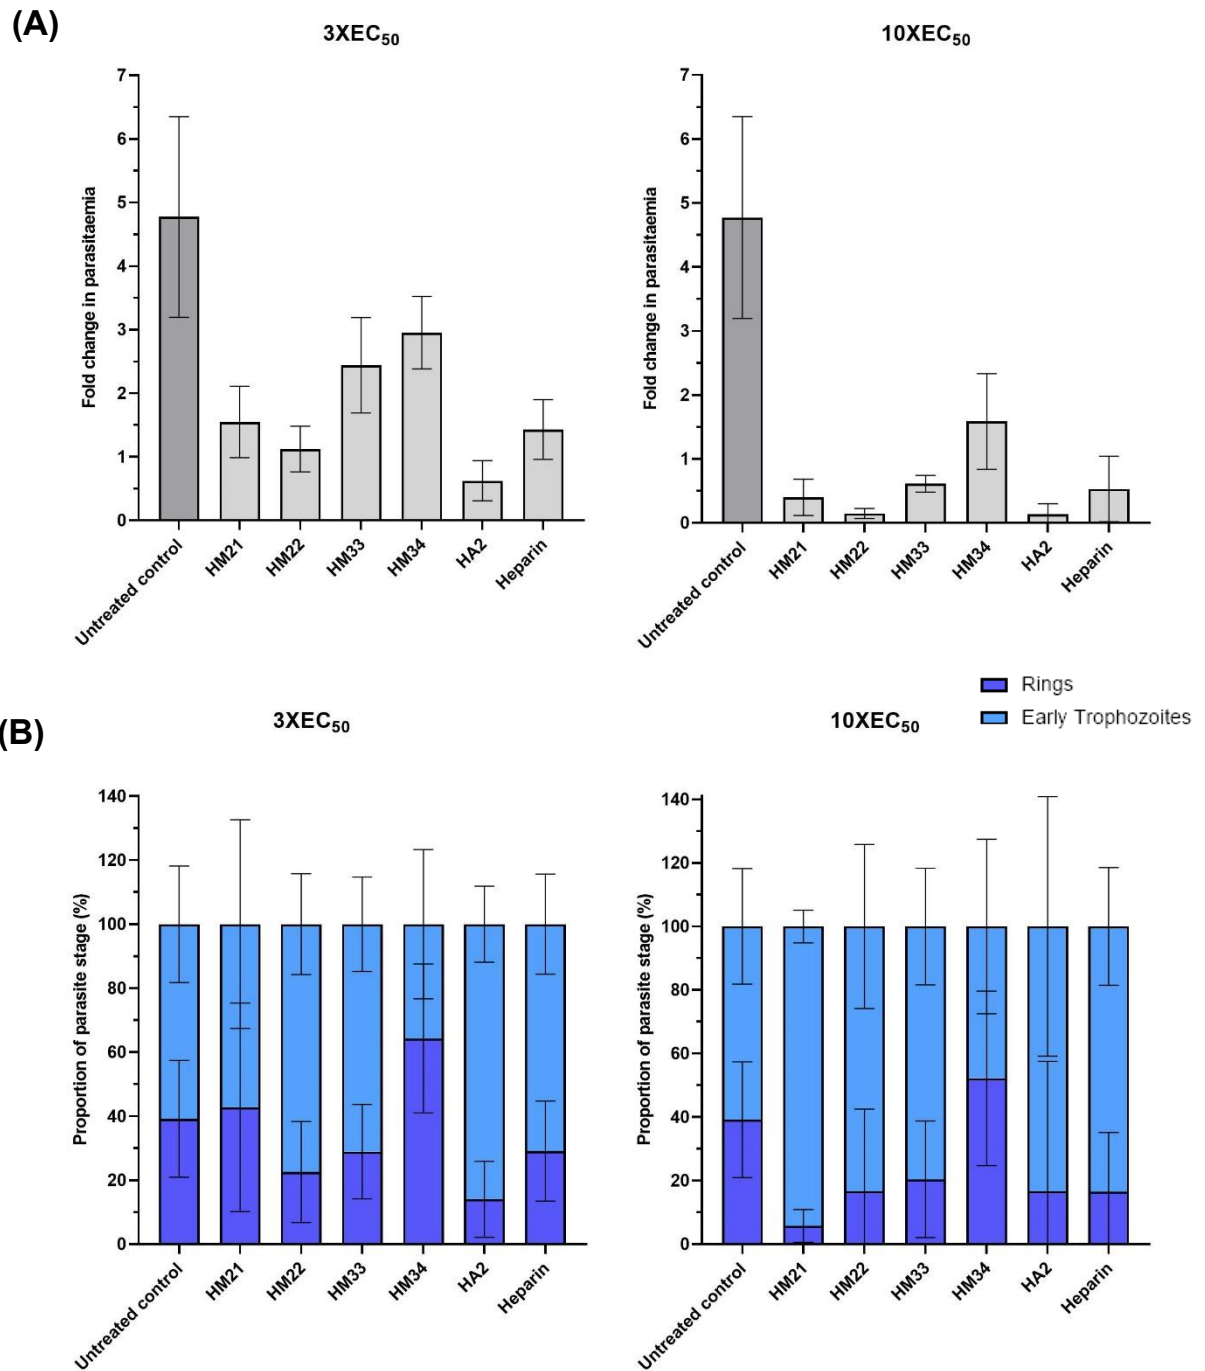 (A)
3XEC50
10XEC50
Fold change in parasitaemia
7
6
5
4
3
2
1
0
Untreated control
HM21
HM22
HM33
HM34
HA2
Heparin
Fold change in parasitaemia
7
6
5
4
3
2
1
0
Untreated control
HM21
HM22
HM33
HM34
HA2
Heparin
Rings
Early Trophozoites
(B)
3XEC50
10XEC50
Proportion of parasite stage (%)
140
120
100
80
60
40
20
0
Untreated control
HM21
HM22
HM33
HM34
HA2
Heparin
Proportion of parasite stage (%)
140
120
100
80
60
40
20
0
Untreated control
HM21
HM22
HM33
HM34
HA2
Heparin